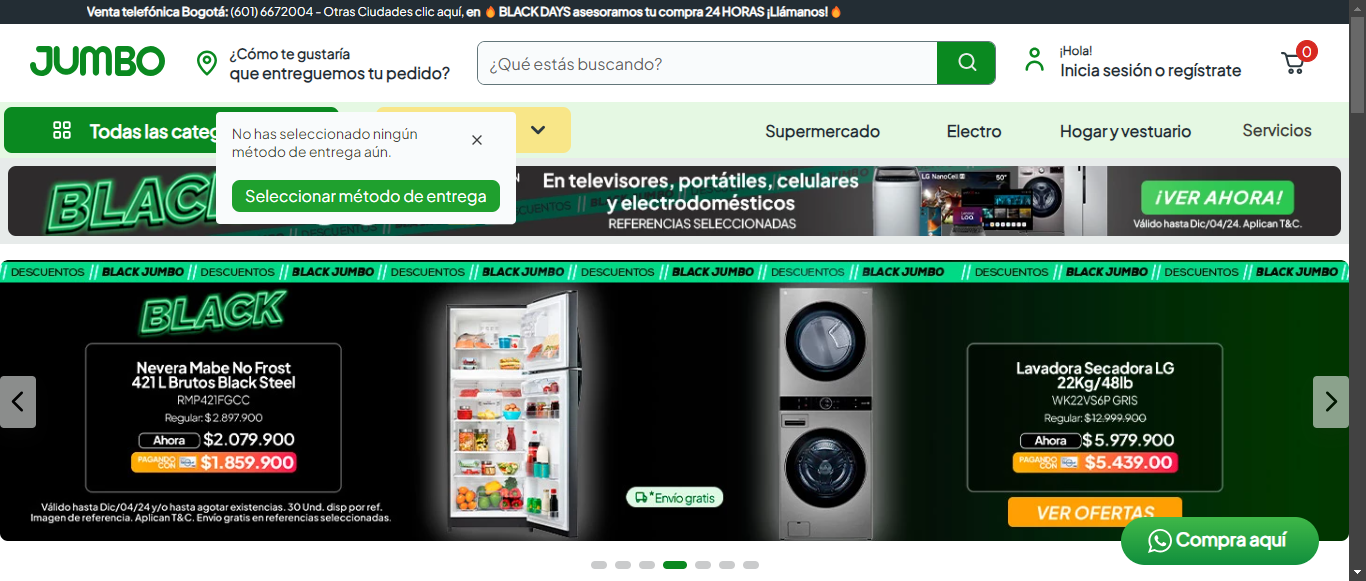 Venta telefónica Bogotá: (601) 6672004 - Otras Ciudades clic aquí, en 🔥 BLACK DAYS asesoramos tu compra 24 HORAS ¡Llámanos!🔥
JUMBO
¿Cómo te gustaría
que entreguemos tu pedido?
¿Qué estás buscando?
¡Hola!
Inicia sesión o regístrate
0
Todas las categ
No has seleccionado ningún
método de entrega aún.
Seleccionar método de entrega
Supermercado
Electro
Hogar y vestuario
Servicios
BLACK
En televisores, portátiles, celulares
y electrodomésticos
REFERENCIAS SELECCIONADAS
LG NanoCell
50"
¡VER AHORA!
Válido hasta Dic/04/24. Aplican T&C.
DESCUENTOS // BLACK JUMBO // DESCUENTOS // BLACK JUMBO // DESCUENTOS // BLACK JUMBO // DESCUENTOS // BLACK JUMBO // DESCUENTOS // BLACK JUMBO // DESCUENTOS // BLACK JUMBO // DESCUENTOS // BLACK JUMBO
BLACK
Nevera Mabe No Frost
421 L Brutos Black Steel
RMP421FGCC
Regular: $2.897.900
Ahora $2.079.900
PAGANDO CON $1.859.900
Válido hasta Dic/04/24 y/o hasta agotar existencias. 30 Und. disp por ref.
Imagen de referencia. Aplican T&C. Envío gratis en referencias seleccionadas.
*Envío gratis
Lavadora Secadora LG
22Kg/48lb
WK22VS6P GRIS
Regular: $12.999.900
Ahora $5.979.900
PAGANDO CON $5.439.00
VER OFERTAS
Compra aquí